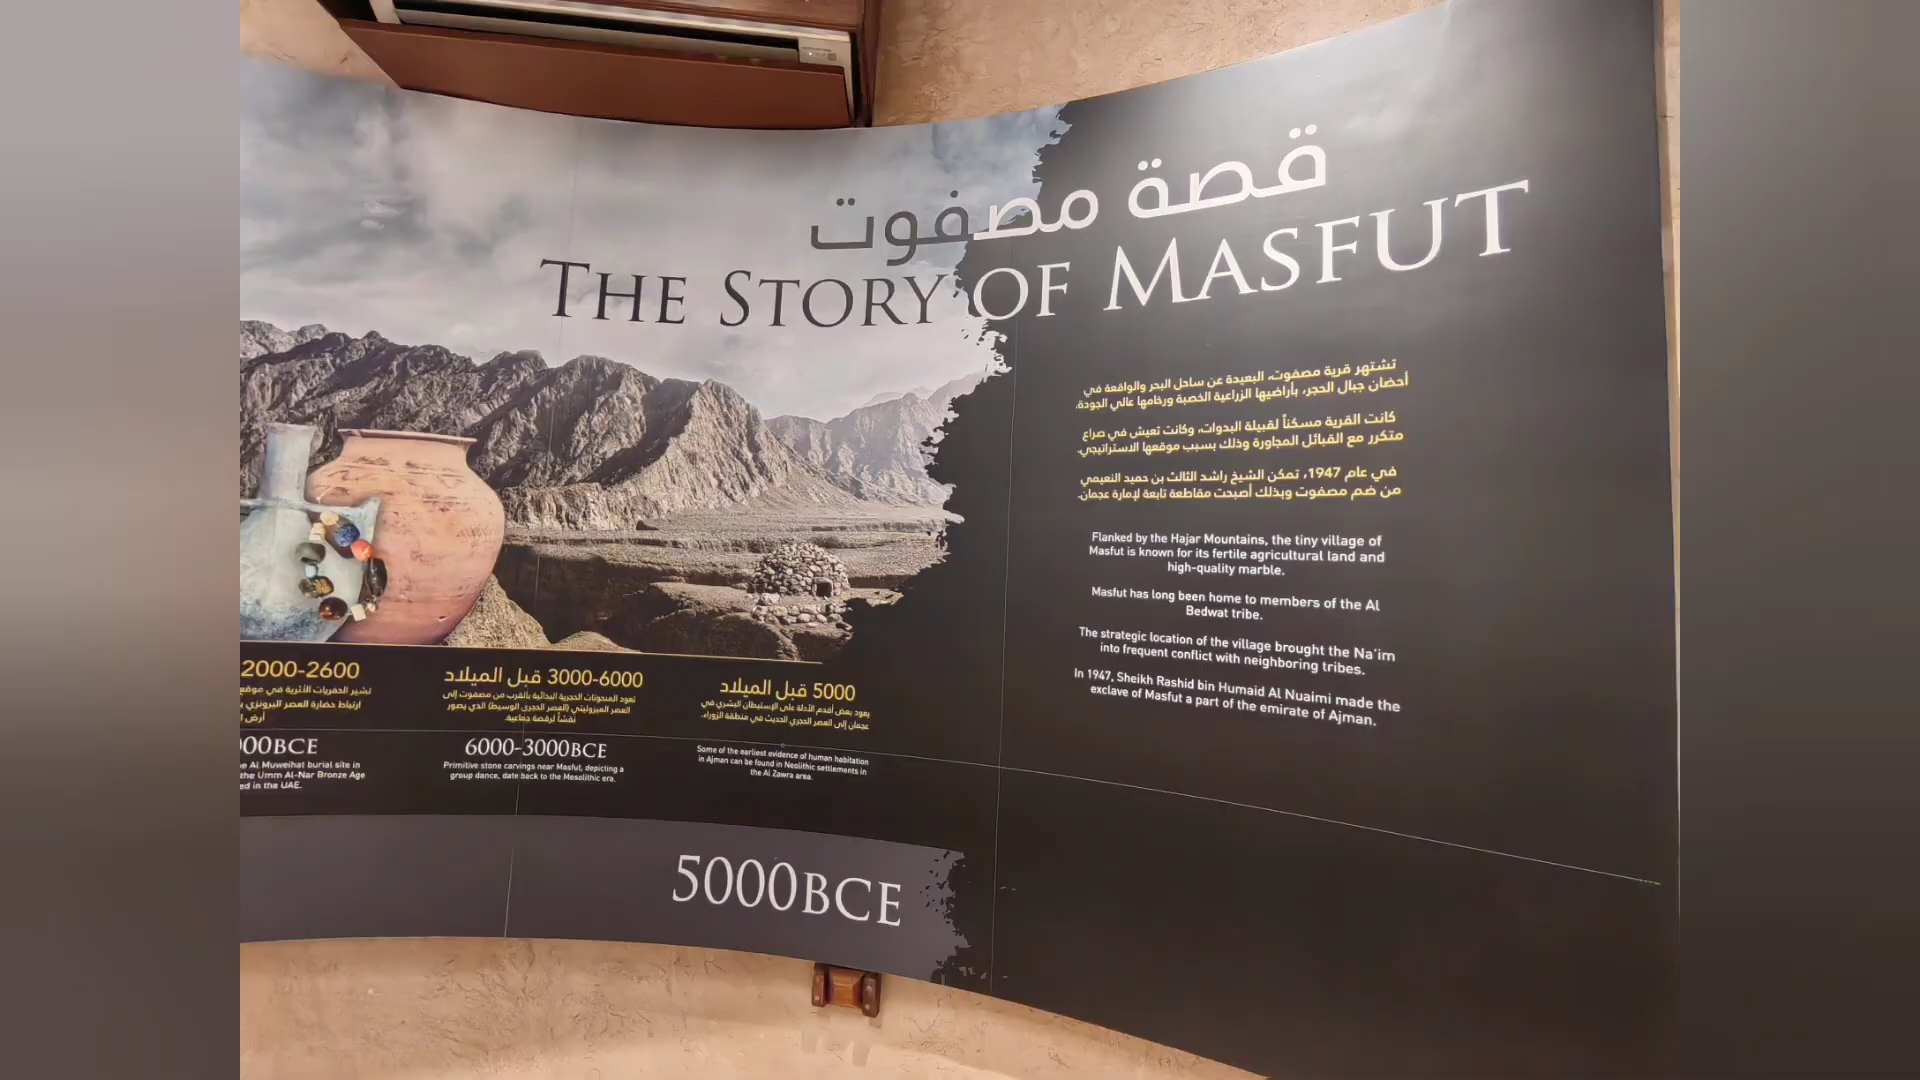 قصة مصفوت
THE STORY OF MASFUT
تشتهر قرية مصفوت، البعيدة عن ساحل البحر والواقعة في
أحضان جبال الحجر، بأراضيها الزراعية الخصبة ورخامها عالي الجودة.
كانت القرية مسكناً لقبيلة البدوات، وكانت تعيش في صراع
متكرر مع القبائل المجاورة وذلك بسبب موقعها الاستراتيجي.
في عام 1947، تمكن الشيخ راشد الثالث بن حميد النعيمي
من ضم مصفوت وبذلك أصبحت مقاطعة تابعة لإمارة عجمان.
Flanked by the Hajar Mountains, the tiny village of
Masfut is known for its fertile agricultural land and
high-quality marble.
Masfut has long been home to members of the Al
Bedwat tribe.
The strategic location of the village brought the Na'im
into frequent conflict with neighboring tribes.
In 1947, Sheikh Rashid bin Humaid Al Nuaimi made the
exclave of Masfut a part of the emirate of Ajman.
5000 قبل الميلاد
يعود بعض أقدم الأدلة على الإستيطان البشري في
عجمان إلى العصر الحجري الحديث في منطقة الزوراء.
Some of the earliest evidence of human habitation
in Ajman can be found in Neolithic settlements in
the Al Zawra area.
3000-6000 قبل الميلاد
تعود المنحوتات الحجرية البدائية بالقرب من مصفوت إلى
العصر الميزوليتي (العصر الحجري الوسيط) الذي يصور
نقشاً لرقصة جماعية.
6000-3000BCE
Primitive stone carvings near Masfut, depicting a
group dance, date back to the Mesolithic era.
2000-2600
تشير الحفريات الأثرية في موقع
ارتباط حضارة العصر البرونزي
أرض
00BCE
Al Muweihat burial site in
the Umm Al-Nar Bronze Age
ed in the UAE.
5000BCE